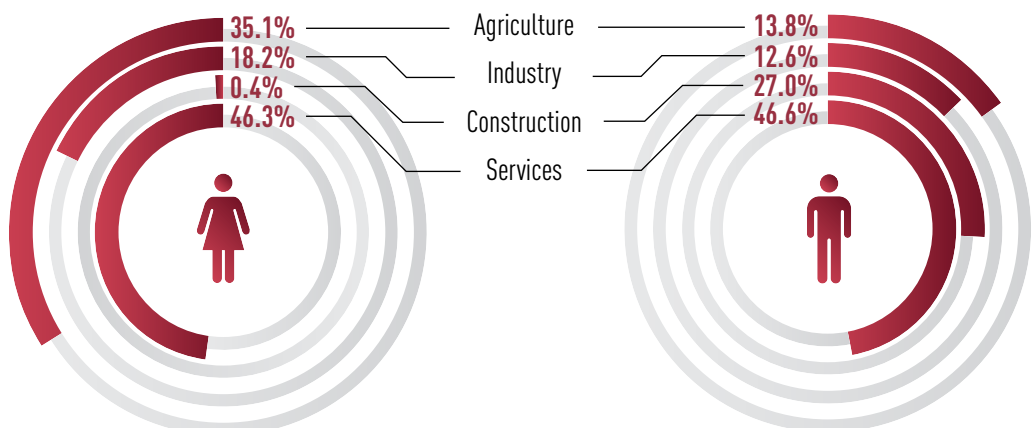 35.1% Agriculture 13.8%
18.2% Industry 12.6%
0.4% Construction 27.0%
46.3% Services 46.6%